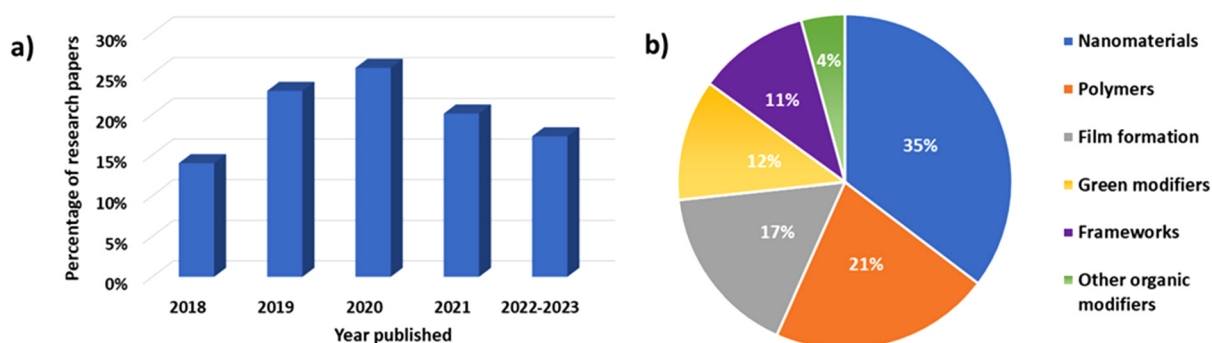 a)
Percentage of research papers
30%
25%
20%
15%
10%
5%
0%
2018 2019 2020 2021 2022-2023
Year published
b)
4%
11%
35%
12%
17%
21%
Nanomaterials
Polymers
Film formation
Green modifiers
Frameworks
Other organic
modifiers